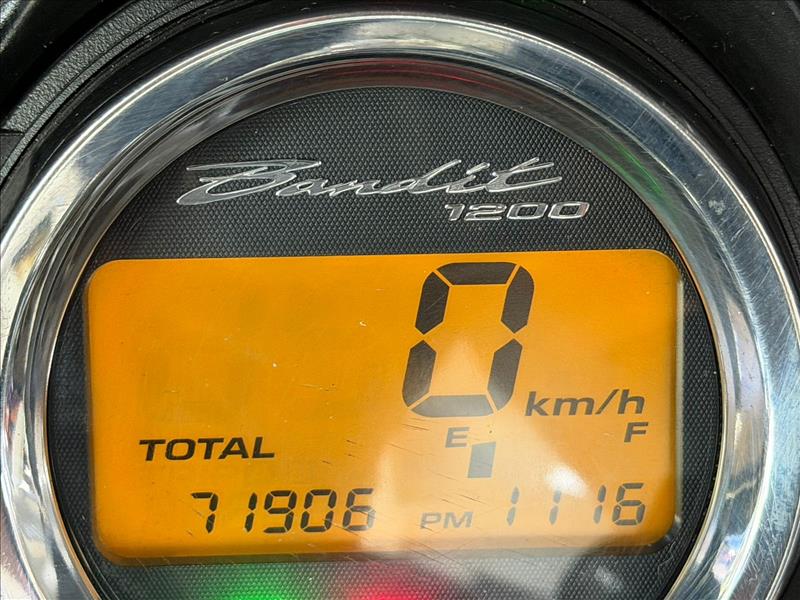 Bandit
1200
0 km/h
E F
TOTAL
71906 PM 11 16